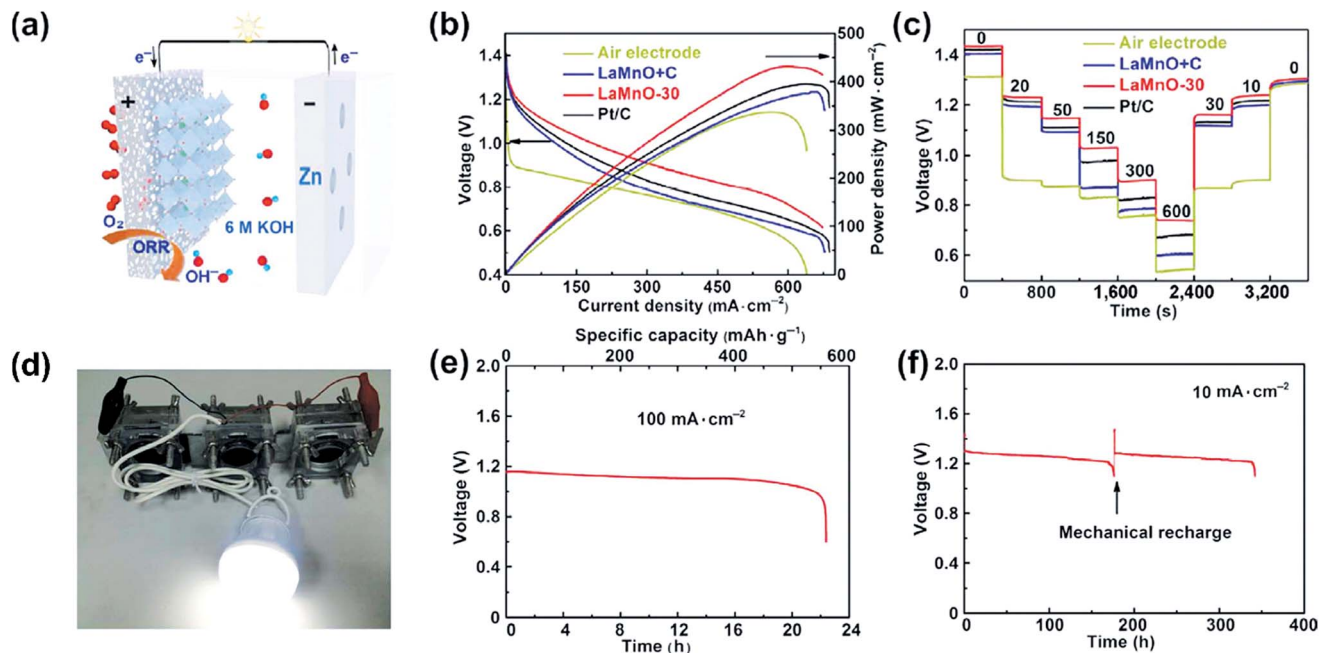 (a)
e⁻
e⁻
+
−
Zn
O₂
6 M KOH
ORR
OH⁻
(b)
Air electrode
LaMnO+C
LaMnO-30
Pt/C
Voltage (V)
1.4
1.2
1.0
0.8
0.6
0.4
0 150 300 450 600
Current density (mA·cm⁻²)
500
400
300
200
100
0
Power density (mW·cm⁻²)
(c)
Air electrode
LaMnO+C
LaMnO-30
Pt/C
0
20
50
150
300
600
30
10
0
Voltage (V)
1.4
1.2
1.0
0.8
0.6
0 800 1,600 2,400 3,200
Time (s)
(d)
(e)
Specific capacity (mAh·g⁻¹)
0 200 400 600
100 mA·cm⁻²
Voltage (V)
2.0
1.6
1.2
0.8
0.4
0
0 4 8 12 16 20 24
Time (h)
(f)
10 mA·cm⁻²
Mechanical recharge
Voltage (V)
2.0
1.6
1.2
0.8
0.4
0
0 100 200 300 400
Time (h)